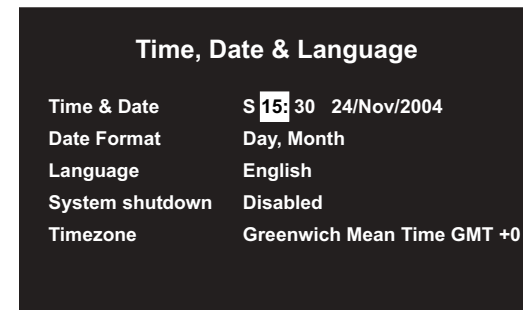 Time, Date & Language
Time & Date S 15: 30 24/Nov/2004
Date Format Day, Month
Language English
System shutdown Disabled
Timezone Greenwich Mean Time GMT +0